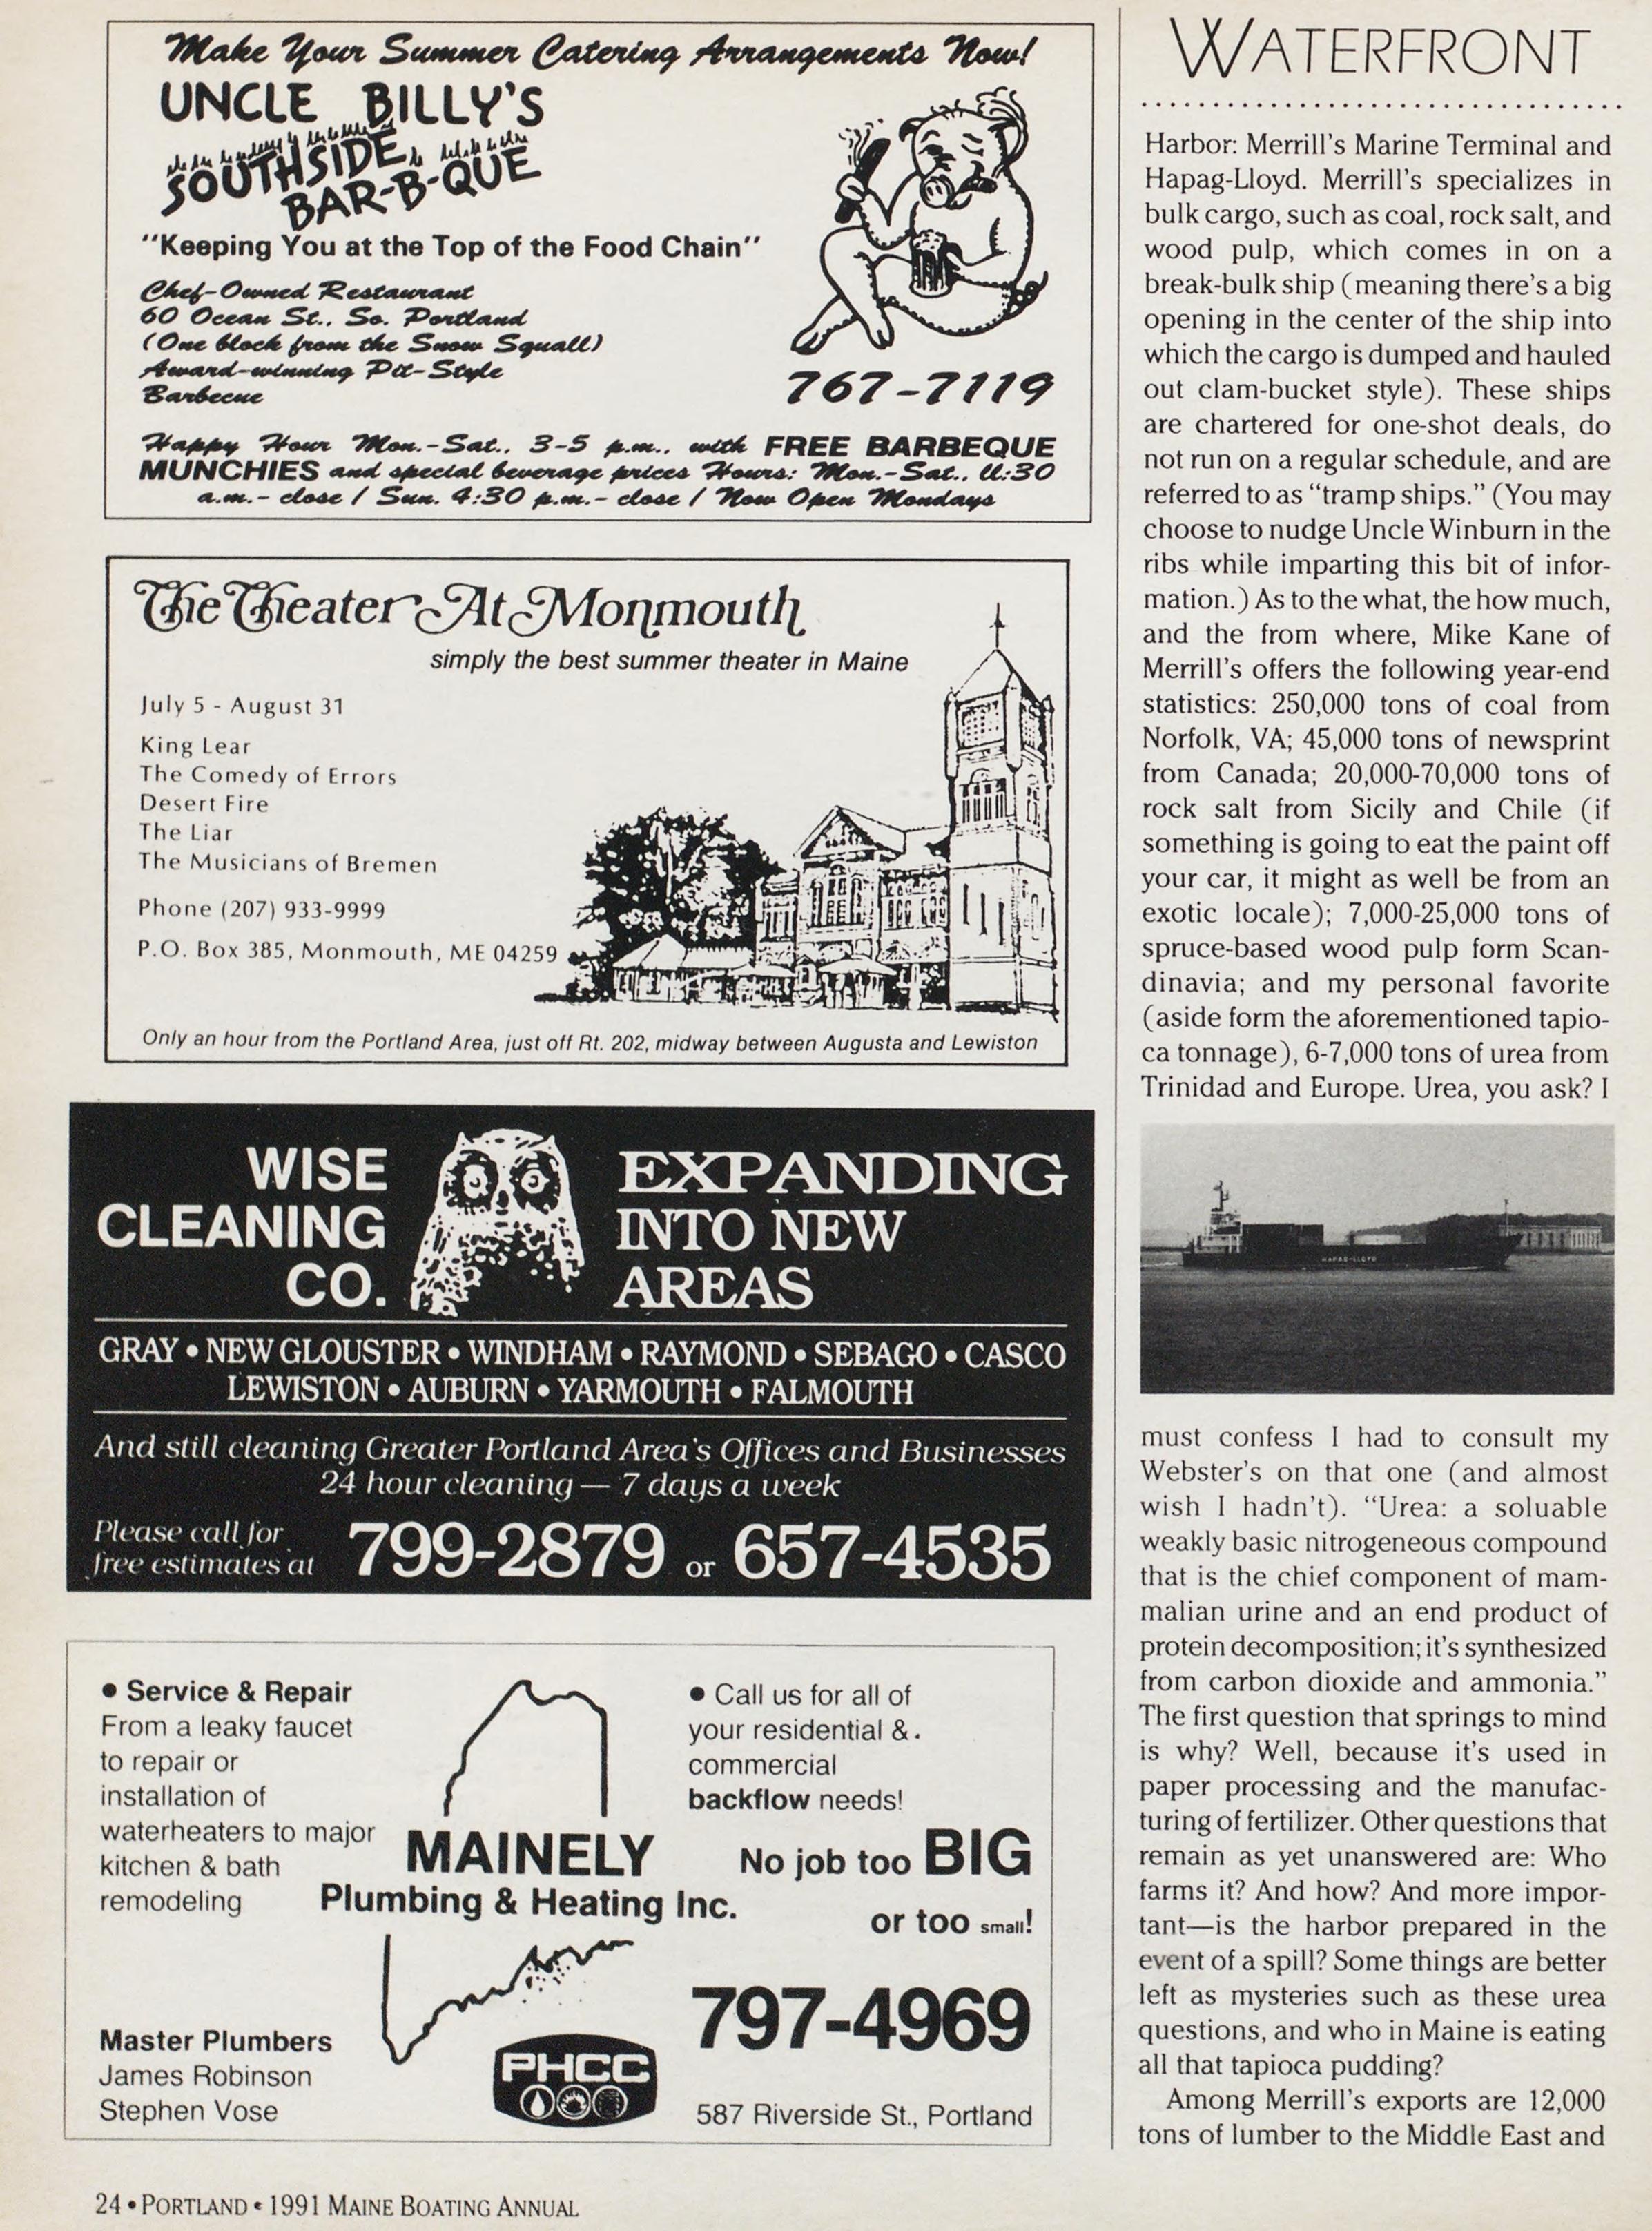 Make Your Summer Catering Arrangements Now!
UNCLE BILLY'S
SOUTHSIDE
BAR-B-QUE
"Keeping You at the Top of the Food Chain"
Chef-Owned Restaurant
60 Ocean St., So. Portland
(One block from the Snow Squall)
Award-winning Pit-Style
Barbecue
767-7119
Happy Hour Mon.-Sat., 3-5 p.m., with FREE BARBEQUE
MUNCHIES and special beverage prices Hours: Mon.-Sat., 11:30
a.m.- close / Sun. 4:30 p.m.- close / Now Open Mondays
The Theater At Monmouth
simply the best summer theater in Maine
July 5 - August 31
King Lear
The Comedy of Errors
Desert Fire
The Liar
The Musicians of Bremen
Phone (207) 933-9999
P.O. Box 385, Monmouth, ME 04259
Only an hour from the Portland Area, just off Rt. 202, midway between Augusta and Lewiston
WISE
CLEANING
CO.
EXPANDING
INTO NEW
AREAS
GRAY • NEW GLOUSTER • WINDHAM • RAYMOND • SEBAGO • CASCO
LEWISTON • AUBURN • YARMOUTH • FALMOUTH
And still cleaning Greater Portland Area's Offices and Businesses
24 hour cleaning — 7 days a week
Please call for
free estimates at
799-2879 or 657-4535
• Service & Repair
From a leaky faucet
to repair or
installation of
waterheaters to major
kitchen & bath
remodeling
• Call us for all of
your residential &.
commercial
backflow needs!
MAINELY
Plumbing & Heating Inc.
No job too BIG
or too small!
797-4969
Master Plumbers
James Robinson
Stephen Vose
PHCC
587 Riverside St., Portland
24 • PORTLAND • 1991 MAINE BOATING ANNUAL
WATERFRONT
Harbor: Merrill's Marine Terminal and
Hapag-Lloyd. Merrill's specializes in
bulk cargo, such as coal, rock salt, and
wood pulp, which comes in on a
break-bulk ship (meaning there's a big
opening in the center of the ship into
which the cargo is dumped and hauled
out clam-bucket style). These ships
are chartered for one-shot deals, do
not run on a regular schedule, and are
referred to as "tramp ships." (You may
choose to nudge Uncle Winburn in the
ribs while imparting this bit of infor-
mation.) As to the what, the how much,
and the from where, Mike Kane of
Merrill's offers the following year-end
statistics: 250,000 tons of coal from
Norfolk, VA; 45,000 tons of newsprint
from Canada; 20,000-70,000 tons of
rock salt from Sicily and Chile (if
something is going to eat the paint off
your car, it might as well be from an
exotic locale); 7,000-25,000 tons of
spruce-based wood pulp form Scan-
dinavia; and my personal favorite
(aside form the aforementioned tapio-
ca tonnage), 6-7,000 tons of urea from
Trinidad and Europe. Urea, you ask? I
HAPAG-LLOYD
must confess I had to consult my
Webster's on that one (and almost
wish I hadn't). "Urea: a soluable
weakly basic nitrogeneous compound
that is the chief component of mam-
malian urine and an end product of
protein decomposition; it's synthesized
from carbon dioxide and ammonia."
The first question that springs to mind
is why? Well, because it's used in
paper processing and the manufac-
turing of fertilizer. Other questions that
remain as yet unanswered are: Who
farms it? And how? And more impor-
tant—is the harbor prepared in the
event of a spill? Some things are better
left as mysteries such as these urea
questions, and who in Maine is eating
all that tapioca pudding?
Among Merrill's exports are 12,000
tons of lumber to the Middle East and